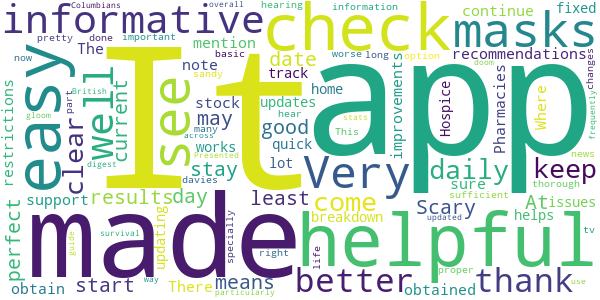 Columbians overall hearing information
informative check masks
pretty done important continue fixed
The mention worse long recommendations
now basic option changes
note date track
easy It app
British part sandy see stock home
restrictions clear well current may updates hear improvements Hospice Pharmacies Where
gloom many good This stats doom
works quick
digest across lot news
Presented stay Very daily keep frequently
perfect results day davies sure thorough
support least come At issues
made helpful
updating breakdown helps sufficient
survival specially Scary updated tv
guide There means life right better obtained thank
obtain start way particularly proper use